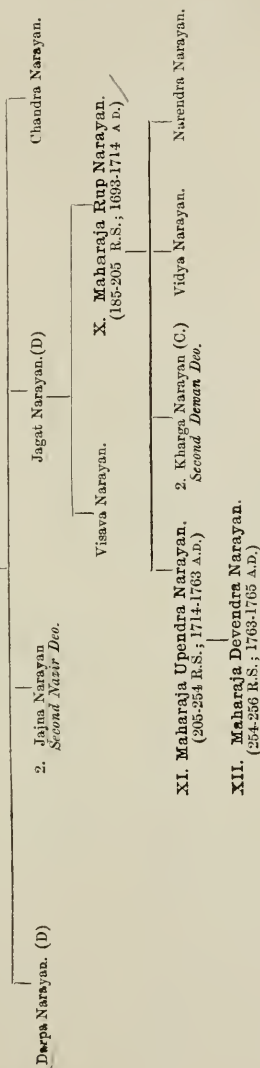 Darpa Narayan. (D)
2. Jajna Narayan
Second Nazir Deo.
Jagat Narayan.(D)
Chandra Narayan.
Visava Narayan.
X. Maharaja Rup Narayan.
(185-205 R.S.; 1693-1714 A D.)
XI. Maharaja Upendra Narayan.
(205-254 R.S.; 1714-1763 A.D.)
2. Kharga Narayan (C.)
Second Dewan Deo.
Vidya Narayan.
Narendra Narayan.
XII. Maharaja Devendra Narayan.
(254-256 R.S.; 1763-1765 A.D.)